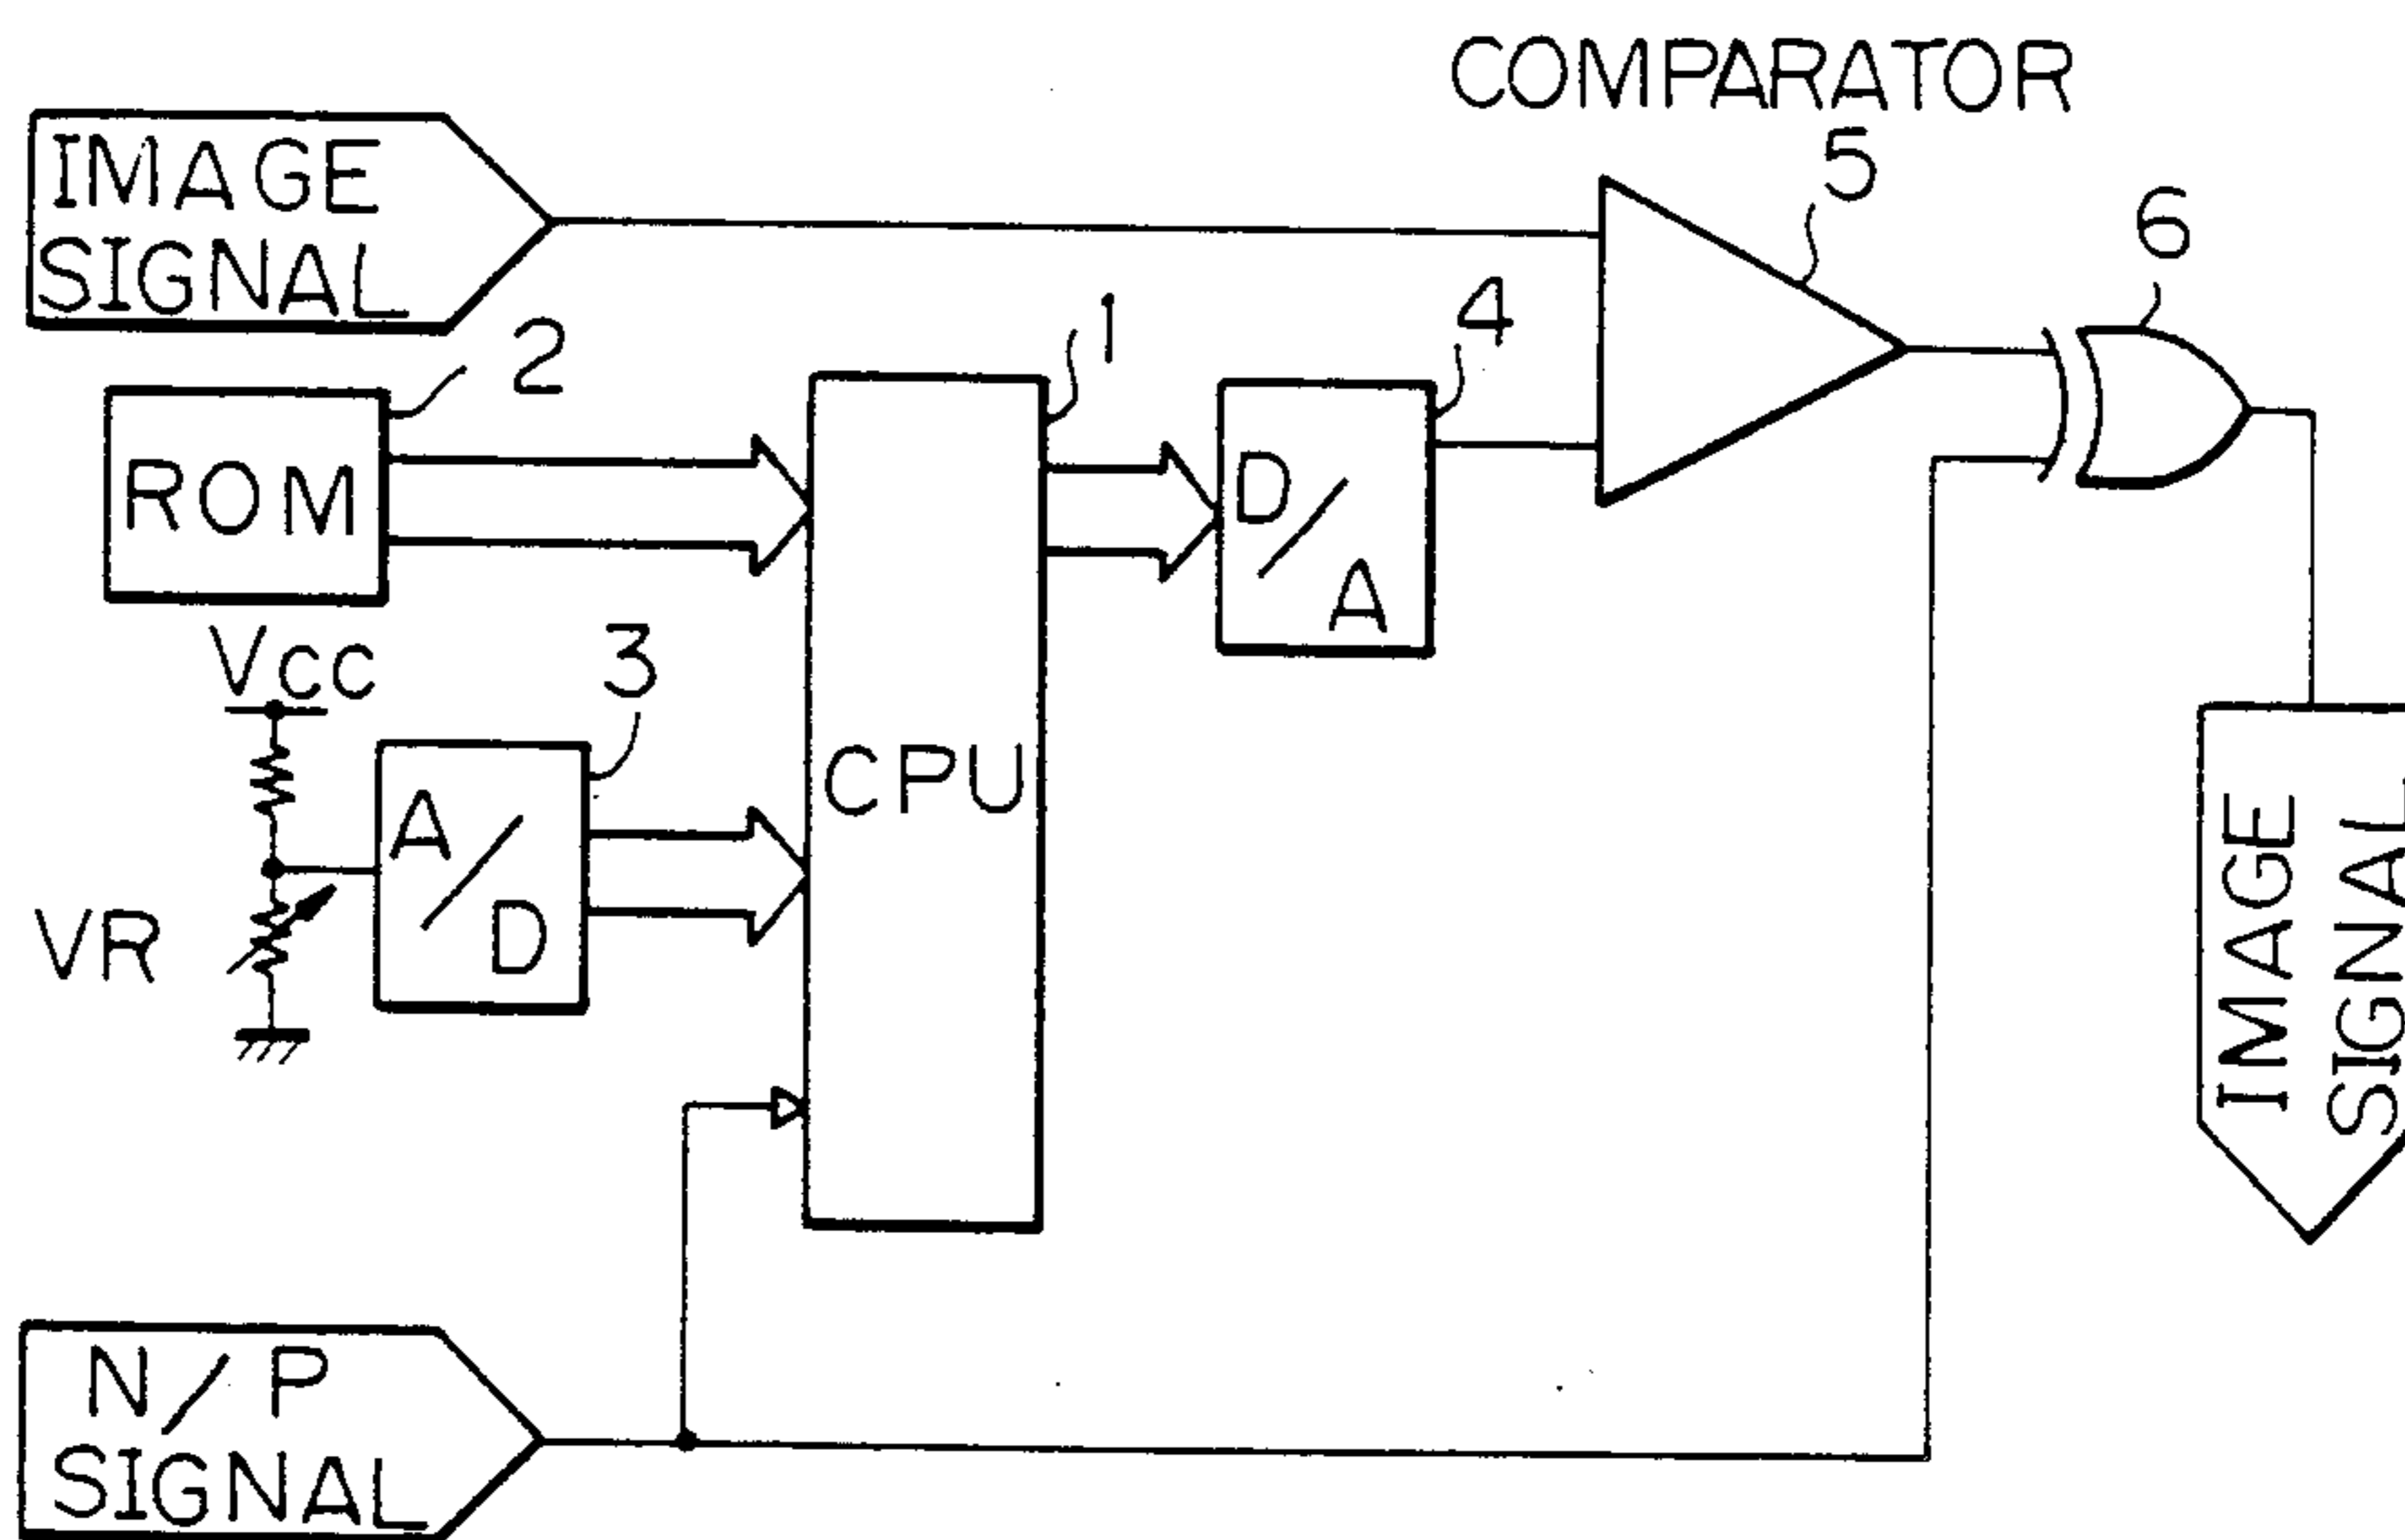 COMPARATOR
5
IMAGE
SIGNAL
6
2
1
4
ROM
D/A
Vcc
3
CPU
A/D
VR
IMAGE
SIGNAL
N/P
SIGNAL